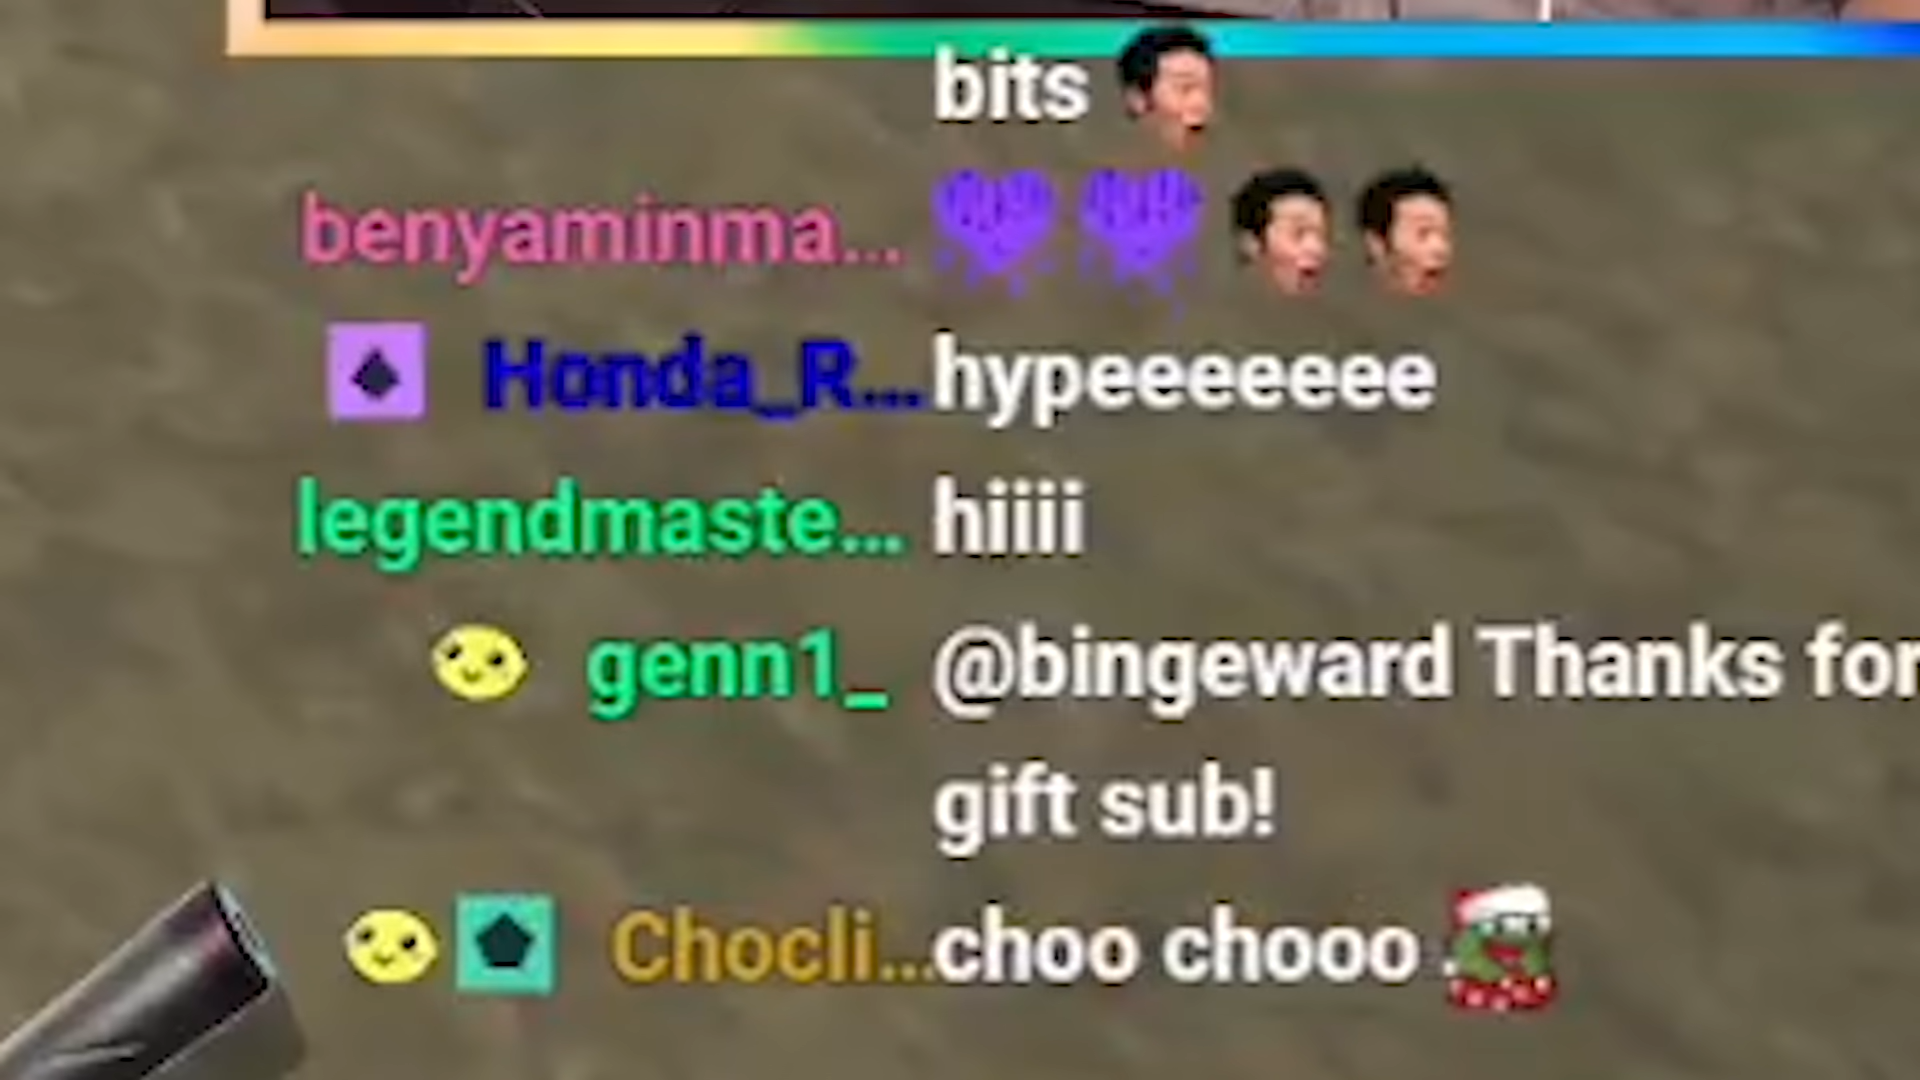 bits
benyaminma...
Honda_R... hypeeeeeee
legendmaste... hiiii
genn1_ @bingeward Thanks for
gift sub!
Chocli... choo chooo